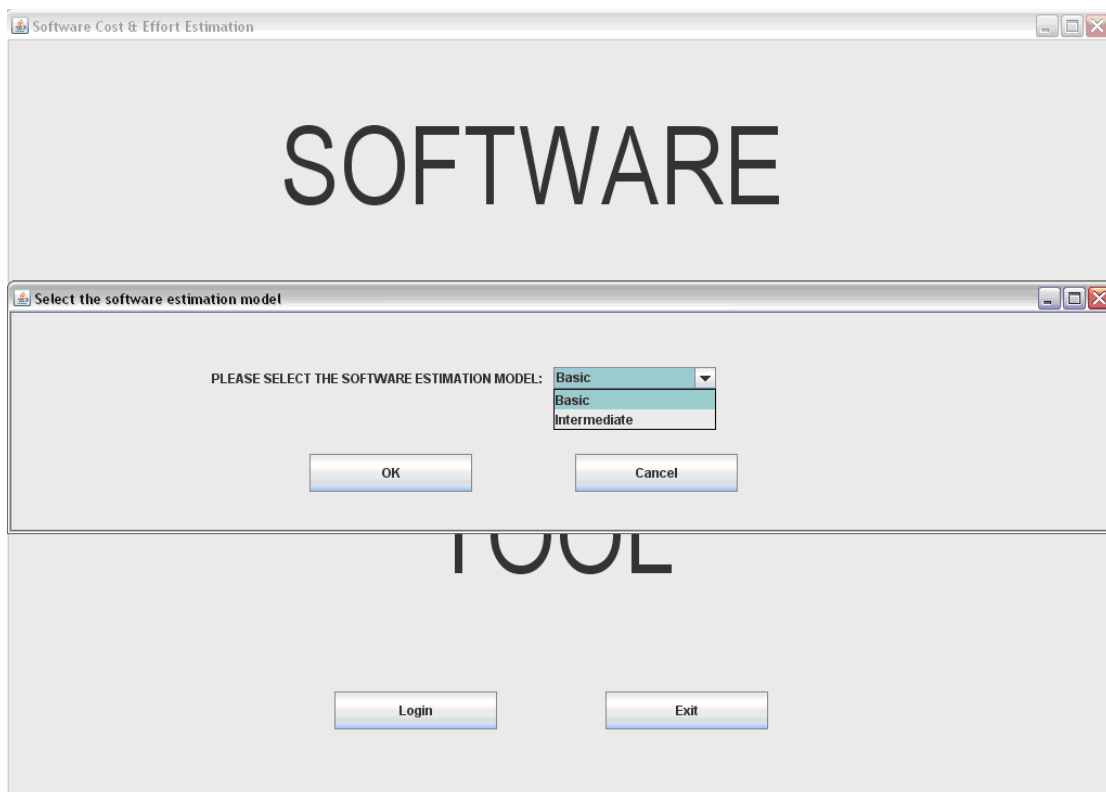 Software Cost & Effort Estimation
SOFTWARE
Select the software estimation model
PLEASE SELECT THE SOFTWARE ESTIMATION MODEL: Basic
Basic
Intermediate
OK Cancel
TOOL
Login Exit